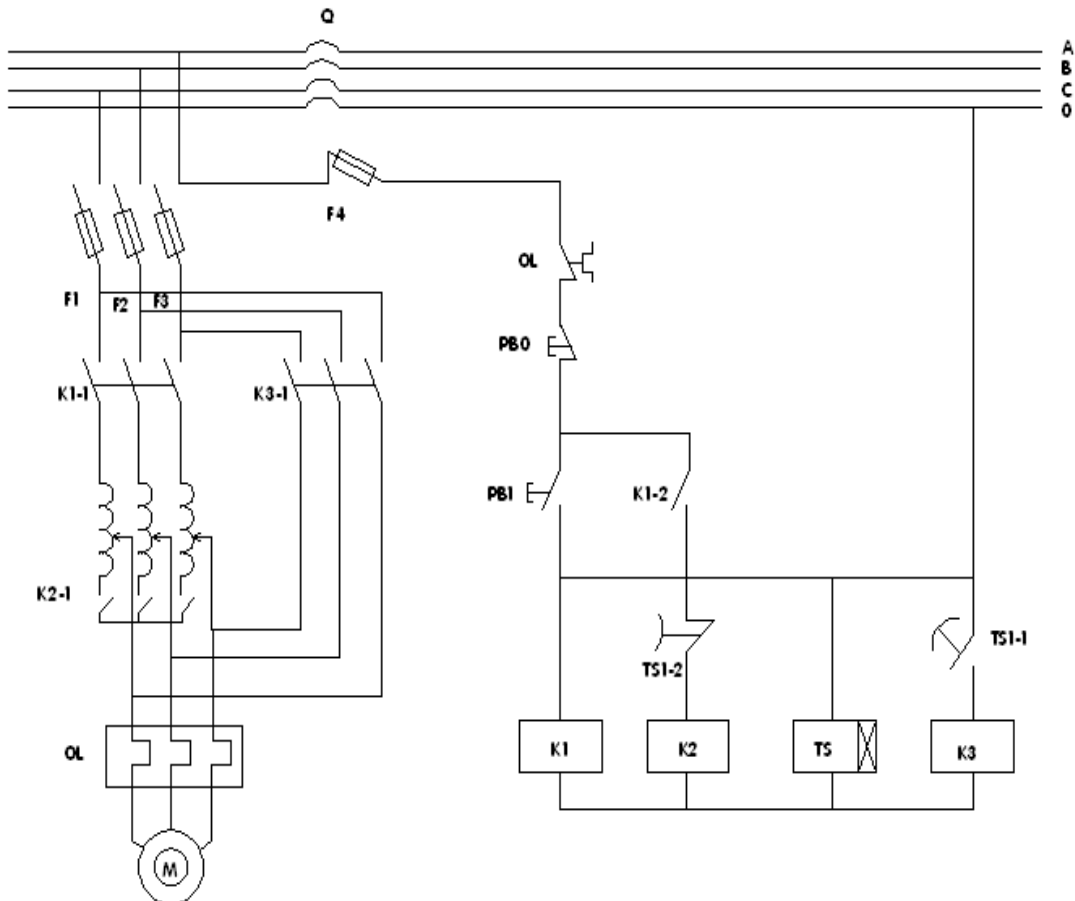 Q
A
B
C
0
F4
OL
F1
F2
F3
PB0
K1-1
K3-1
PB1
K1-2
K2-1
TS1-1
TS1-2
OL
K1
K2
TS
K3
M